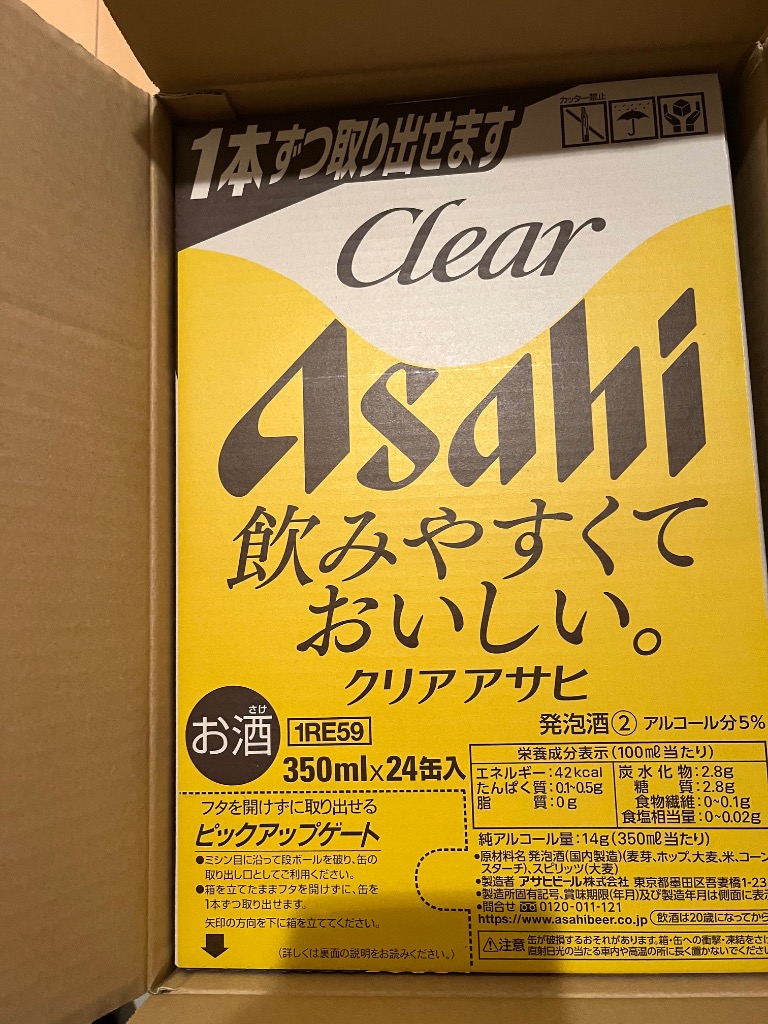 カッター禁止
1本ずつ取り出せます
Clear
Asahi
飲みやすくて
おいしい。
クリアアサヒ
さけ
お酒
1RE59
350ml×24缶入
発泡酒② アルコール分5%
栄養成分表示(100㎖当たり)
エネルギー:42kcal
たんぱく質:0.1~0.5g
脂質:0g
炭水化物:2.8g
糖質:2.8g
食物繊維:0~0.1g
食塩相当量:0~0.02g
純アルコール量:14g(350㎖当たり)
•原材料名 発泡酒(国内製造)(麦芽、ホップ、大麦、米、コーン、
スターチ)、スピリッツ(大麦)
•製造者 アサヒビール株式会社 東京都墨田区吾妻橋1-23
•製造所固有記号、賞味期限(年月)及び製造年月は側面に表示
•問合せ 0120-011-121
https://www.asahibeer.co.jp 飲酒は20歳になってから
注意 缶が破損するおそれがあります。箱・缶への衝撃・凍結をさけ
直射日光の当たる車内や高温の所に長く置かないでください
フタを開けずに取り出せる
ピックアップゲート
●ミシン目に沿って段ボールを破り、缶の
取り出し口としてご利用ください。
●箱を立てたままフタを開けずに、缶を
1本ずつ取り出せます。
矢印の方向を下に箱を立ててください。
(詳しくは裏面の説明をお読みください。)